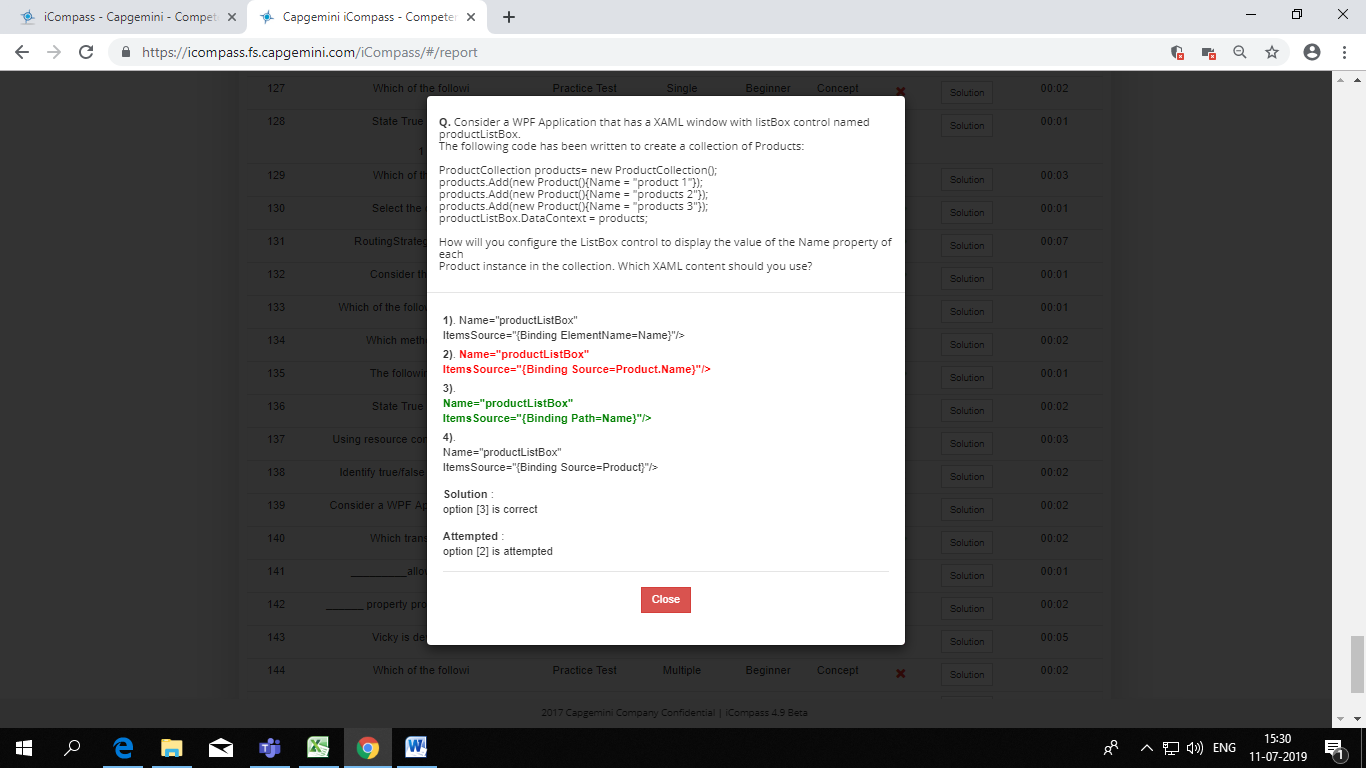 iCompass - Capgemini - Compet
Capgemini iCompass - Competen
https://icompass.fs.capgemini.com/iCompass/#/report
127 Which of the followi Practice Test Single Beginner Concept Solution 00:02
128 State True Solution 00:01
129 Which of th Solution 00:03
130 Select the Solution 00:01
131 RoutingStrateg Solution 00:07
132 Consider th Solution 00:01
133 Which of the follo Solution 00:01
134 Which meth Solution 00:02
135 The followin Solution 00:01
136 State True Solution 00:02
137 Using resource co Solution 00:03
138 Identify true/false Solution 00:02
139 Consider a WPF Ap Solution 00:02
140 Which trans Solution 00:02
141 __________allo Solution 00:01
142 _______ property pro Solution 00:02
143 Vicky is de Solution 00:05
144 Which of the followi Practice Test Multiple Beginner Concept Solution 00:02
Q. Consider a WPF Application that has a XAML window with listBox control named
productListBox.
The following code has been written to create a collection of Products:
ProductCollection products= new ProductCollection();
products.Add(new Product(){Name = "product 1"});
products.Add(new Product(){Name = "products 2"});
products.Add(new Product(){Name = "products 3"});
productListBox.DataContext = products;
How will you configure the ListBox control to display the value of the Name property of
each
Product instance in the collection. Which XAML content should you use?
1). Name="productListBox"
ItemsSource="{Binding ElementName=Name}"/>
2). Name="productListBox"
ItemsSource="{Binding Source=Product.Name}"/>
3).
Name="productListBox"
ItemsSource="{Binding Path=Name}"/>
4).
Name="productListBox"
ItemsSource="{Binding Source=Product}"/>
Solution :
option [3] is correct
Attempted :
option [2] is attempted
Close
2017 Capgemini Company Confidential | iCompass 4.9 Beta
ENG
15:30
11-07-2019
1